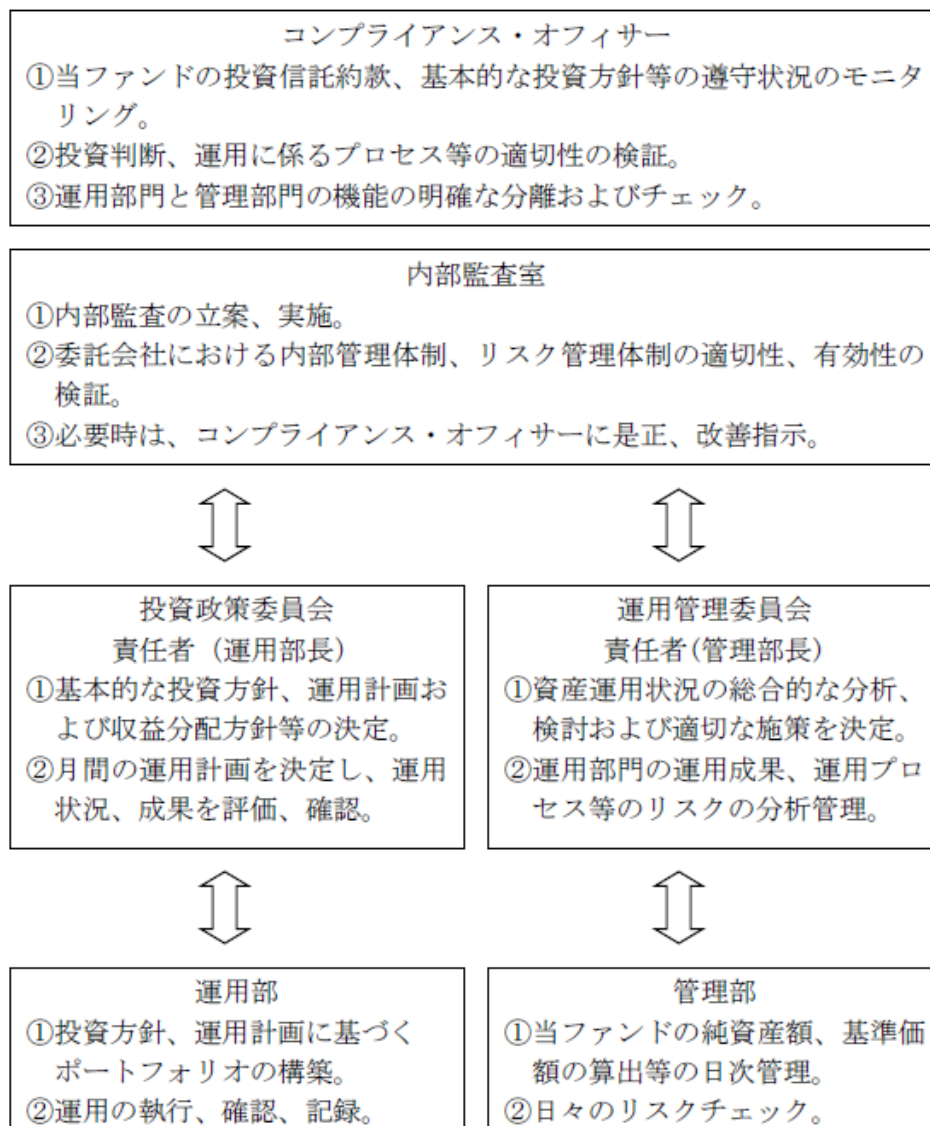 コンプライアンス・オフィサー
①当ファンドの投資信託約款、基本的な投資方針等の遵守状況のモニタ
リング。
②投資判断、運用に係るプロセス等の適切性の検証。
③運用部門と管理部門の機能の明確な分離およびチェック。
内部監査室
①内部監査の立案、実施。
②委託会社における内部管理体制、リスク管理体制の適切性、有効性の
検証。
③必要時は、コンプライアンス・オフィサーに是正、改善指示。
投資政策委員会
責任者（運用部長）
①基本的な投資方針、運用計画お
よび収益分配方針等の決定。
②月間の運用計画を決定し、運用
状況、成果を評価、確認。
運用管理委員会
責任者(管理部長)
①資産運用状況の総合的な分析、
検討および適切な施策を決定。
②運用部門の運用成果、運用プロ
セス等のリスクの分析管理。
運用部
①投資方針、運用計画に基づく
ポートフォリオの構築。
②運用の執行、確認、記録。
管理部
①当ファンドの純資産額、基準価
額の算出等の日次管理。
②日々のリスクチェック。